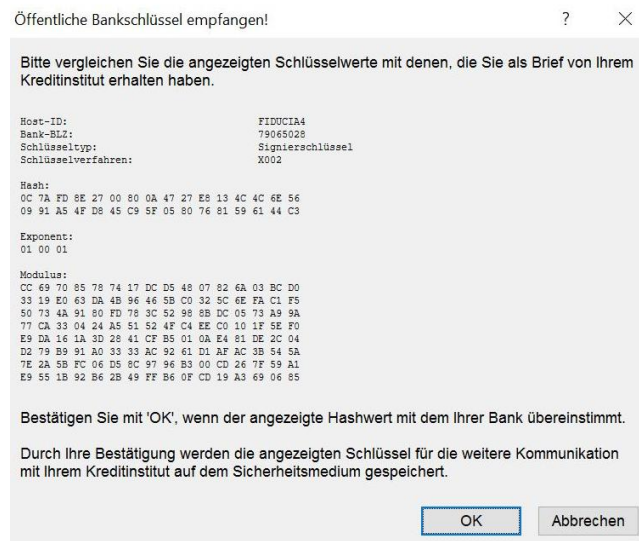 Öffentliche Bankschlüssel empfangen!
Bitte vergleichen Sie die angezeigten Schlüsselwerte mit denen, die Sie als Brief von Ihrem
Kreditinstitut erhalten haben.
Host-ID: FIDUCIA4
Bank-BLZ: 79065028
Schlüsseltyp: Signierschlüssel
Schlüsselverfahren: X002
Hash:
0C 7A FD 8E 27 00 80 0A 47 27 E8 13 4C 4C 6E 56
09 91 A5 4F D8 45 C9 5F 05 80 76 81 59 61 44 C3
Exponent:
01 00 01
Modulus:
CC 69 70 85 78 74 17 DC D5 48 07 82 6A 03 BC D0
33 19 E0 63 DA 4B 96 46 5B C0 32 5C 6E FA C1 F5
50 73 4A 91 80 FD 78 3C 52 98 8B DC 05 73 A9 9A
77 CA 33 04 24 A5 51 52 4F C4 EE C0 10 1F 5E F0
E9 DA 16 1A 3D 28 41 CF B5 01 0A E4 81 DE 2C 04
D2 79 B9 91 A0 33 33 AC 92 61 D1 AF AC 3B 54 5A
7E 2A 5B FC 06 D5 8C 97 96 B3 00 CD 26 7F 59 A1
E9 55 1B 92 B6 2B 49 FF B6 0F CD 19 A3 69 06 85
Bestätigen Sie mit 'OK', wenn der angezeigte Hashwert mit dem Ihrer Bank übereinstimmt.
Durch Ihre Bestätigung werden die angezeigten Schlüssel für die weitere Kommunikation
mit Ihrem Kreditinstitut auf dem Sicherheitsmedium gespeichert.
OK Abbrechen